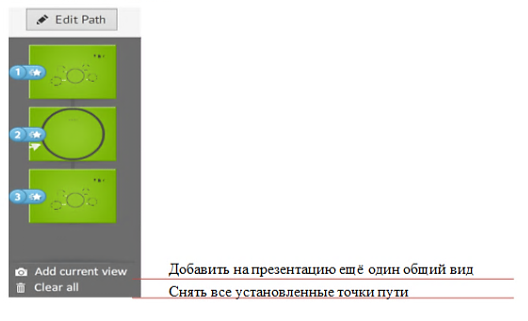 Edit Path
1
2
3
Add current view
Добавить на презентацию ещё один общий вид
Clear all
Снять все установленные точки пути